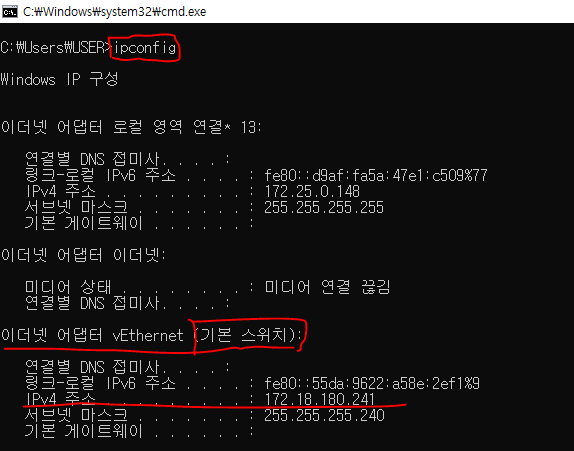 C:₩Windows₩system32₩cmd.exe
C:₩Users₩USER>ipconfig
Windows IP 구성
이더넷 어댑터 로컬 영역 연결* 13:
연결별 DNS 접미사. . . . :
링크-로컬 IPv6 주소 . . . . : fe80::d9af:fa5a:47e1:c509%77
IPv4 주소 . . . . . . . . . : 172.25.0.148
서브넷 마스크 . . . . . . . : 255.255.255.255
기본 게이트웨이 . . . . . . :
이더넷 어댑터 이더넷:
미디어 상태 . . . . . . . . : 미디어 연결 끊김
연결별 DNS 접미사. . . . :
이더넷 어댑터 vEthernet (기본 스위치):
연결별 DNS 접미사. . . . :
링크-로컬 IPv6 주소 . . . . : fe80::55da:9622:a58e:2ef1%9
IPv4 주소 . . . . . . . . . : 172.18.180.241
서브넷 마스크 . . . . . . . : 255.255.255.240
기본 게이트웨이 . . . . . . :